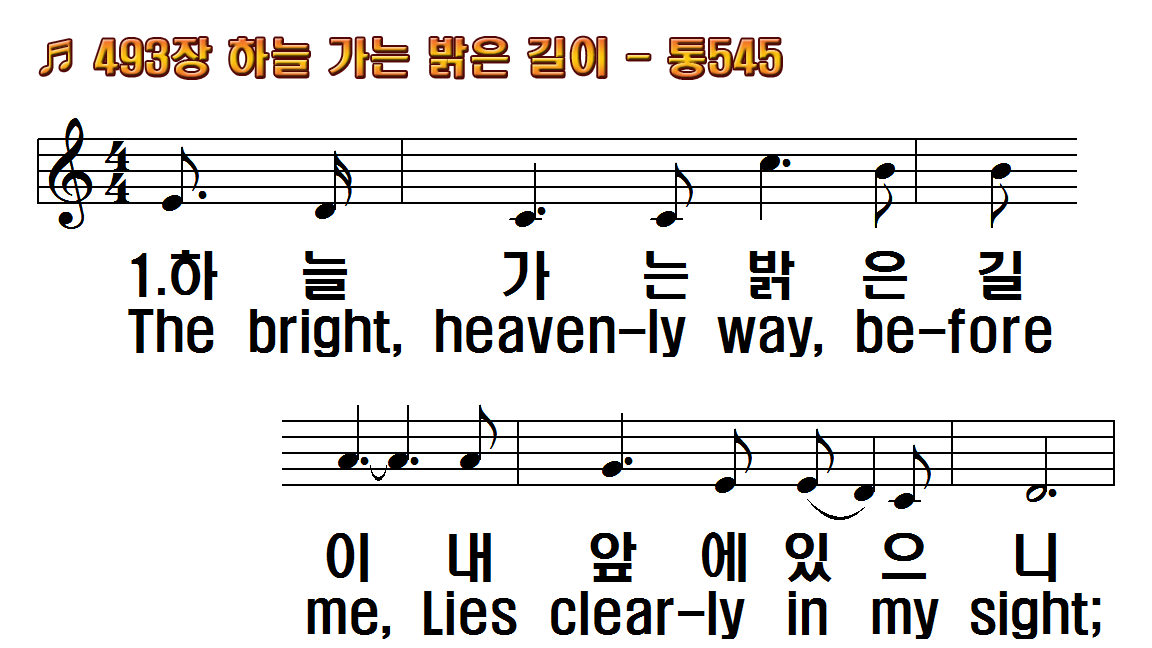 ♬ 493장 하늘 가는 밝은 길이 - 통545
1.하 늘 가 는 밝 은 길
The bright, heaven-ly way, be-fore
이 내 앞 에 있 으 니
me, Lies clear-ly in my sight;